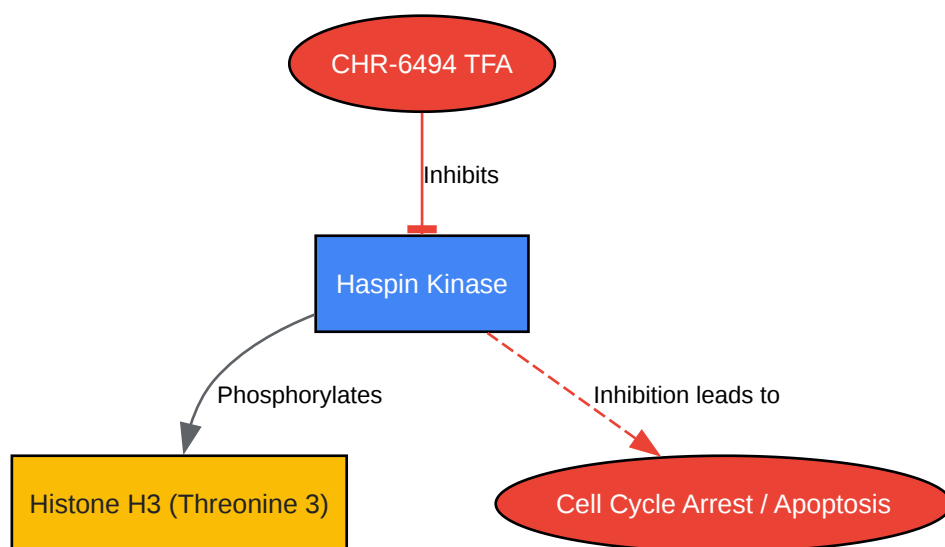 CHR-6494 TFA
Inhibits
Haspin Kinase
Phosphorylates
Inhibition leads to
Histone H3 (Threonine 3)
Cell Cycle Arrest / Apoptosis